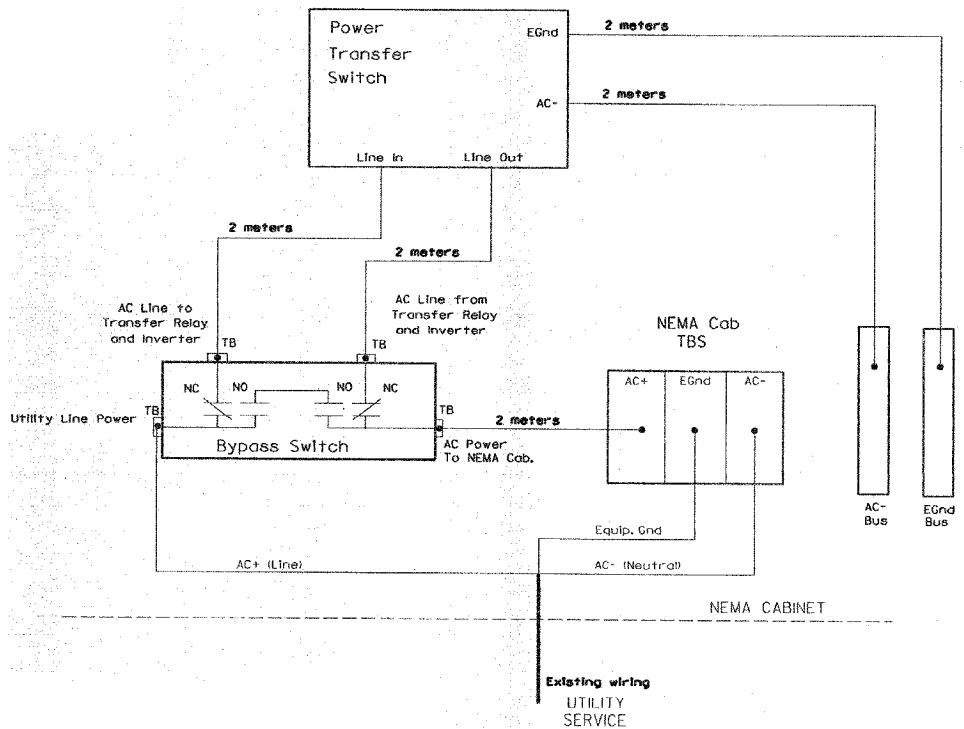 Power
Transfer
Switch
EGnd
2 meters
AC-
2 meters
Line In
Line Out
2 meters
2 meters
AC Line to
Transfer Relay
and Inverter
AC Line from
Transfer Relay
and Inverter
TB
TB
NEMA Cab
TBS
AC+
EGnd
AC-
NC
NO
NO
NC
Utility Line Power
TB
TB
2 meters
Bypass Switch
AC Power
To NEMA Cab.
AC-
Bus
EGnd
Bus
Equip. Gnd
AC+ (Line)
AC- (Neutral)
NEMA CABINET
Existing wiring
UTILITY
SERVICE